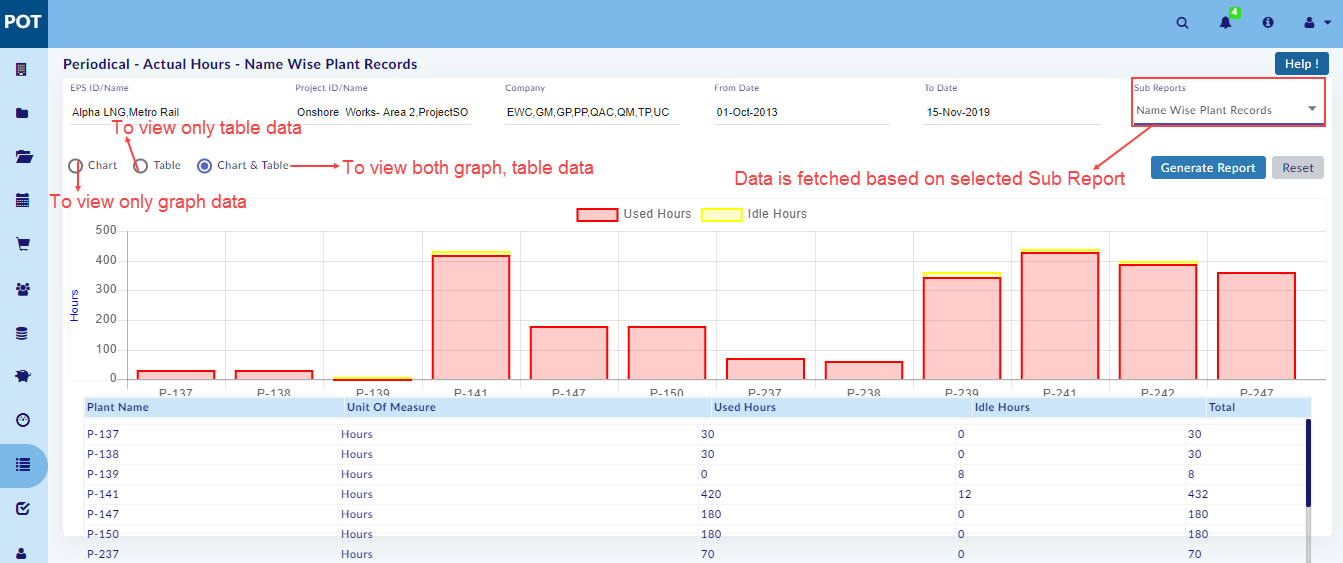 POT
4
Periodical - Actual Hours - Name Wise Plant Records
Help !
EPS ID/Name
Project ID/Name
Company
From Date
To Date
Sub Reports
Alpha LNG,Metro Rail
Onshore Works- Area 2,ProjectSO
EWC,GM,GP,PP,QAC,QM,TP,UC
01-Oct-2013
15-Nov-2019
Name Wise Plant Records
To view only table data
Chart
Table
Chart & Table
To view both graph, table data
Data is fetched based on selected Sub Report
Generate Report
Reset
To view only graph data
Used Hours
Idle Hours
500
400
300
200
100
0
Hours
P-137
P-138
P-139
P-141
P-147
P-150
P-237
P-238
P-239
P-241
P-242
P-247
Plant Name Unit Of Measure Used Hours Idle Hours Total
P-137 Hours 30 0 30
P-138 Hours 30 0 30
P-139 Hours 0 8 8
P-141 Hours 420 12 432
P-147 Hours 180 0 180
P-150 Hours 180 0 180
P-237 Hours 70 0 70